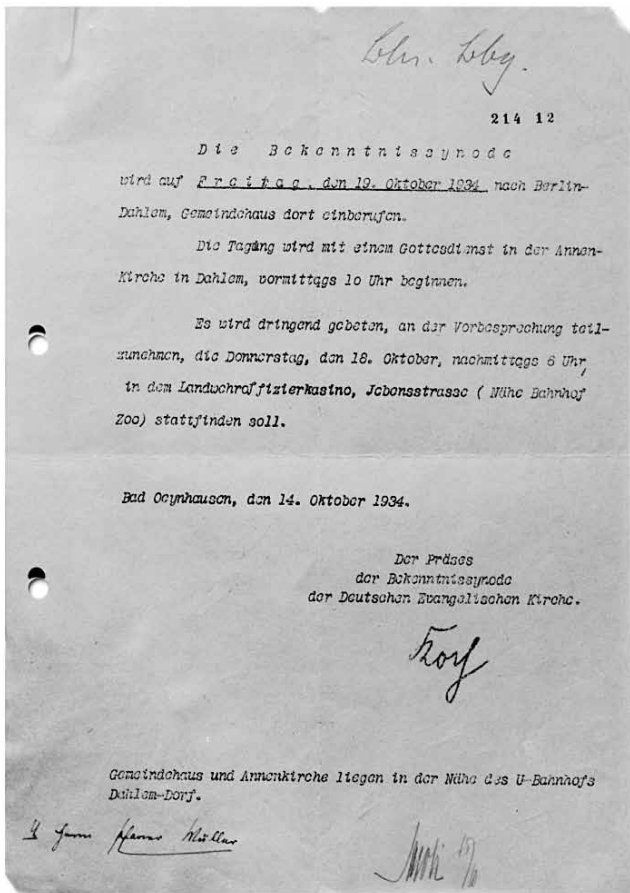 214 12
Die Bekenntnissynode
wird auf Freitag, den 19. Oktober 1934 nach Berlin-
Dahlem, Gemeindehaus dort einberufen.
Die Tagung wird mit einem Gottesdienst in der Annen-
Kirche in Dahlem, vormittags 10 Uhr beginnen.
Es wird dringend gebeten, an der Vorbesprechung teil-
zunehmen, die Donnerstag, den 18. Oktober, nachmittags 6 Uhr,
in dem Landwehroffizierkasino, Jebensstrasse ( Nähe Bahnhof
Zoo) stattfinden soll.
Bad Oeynhausen, den 14. Oktober 1934.
Der Präses
der Bekenntnissynode
der Deutschen Evangelischen Kirche.
Koch
Gemeindehaus und Annenkirche liegen in der Nähe des U-Bahnhofs
Dahlem-Dorf.
Herrn Pfarrer Müller